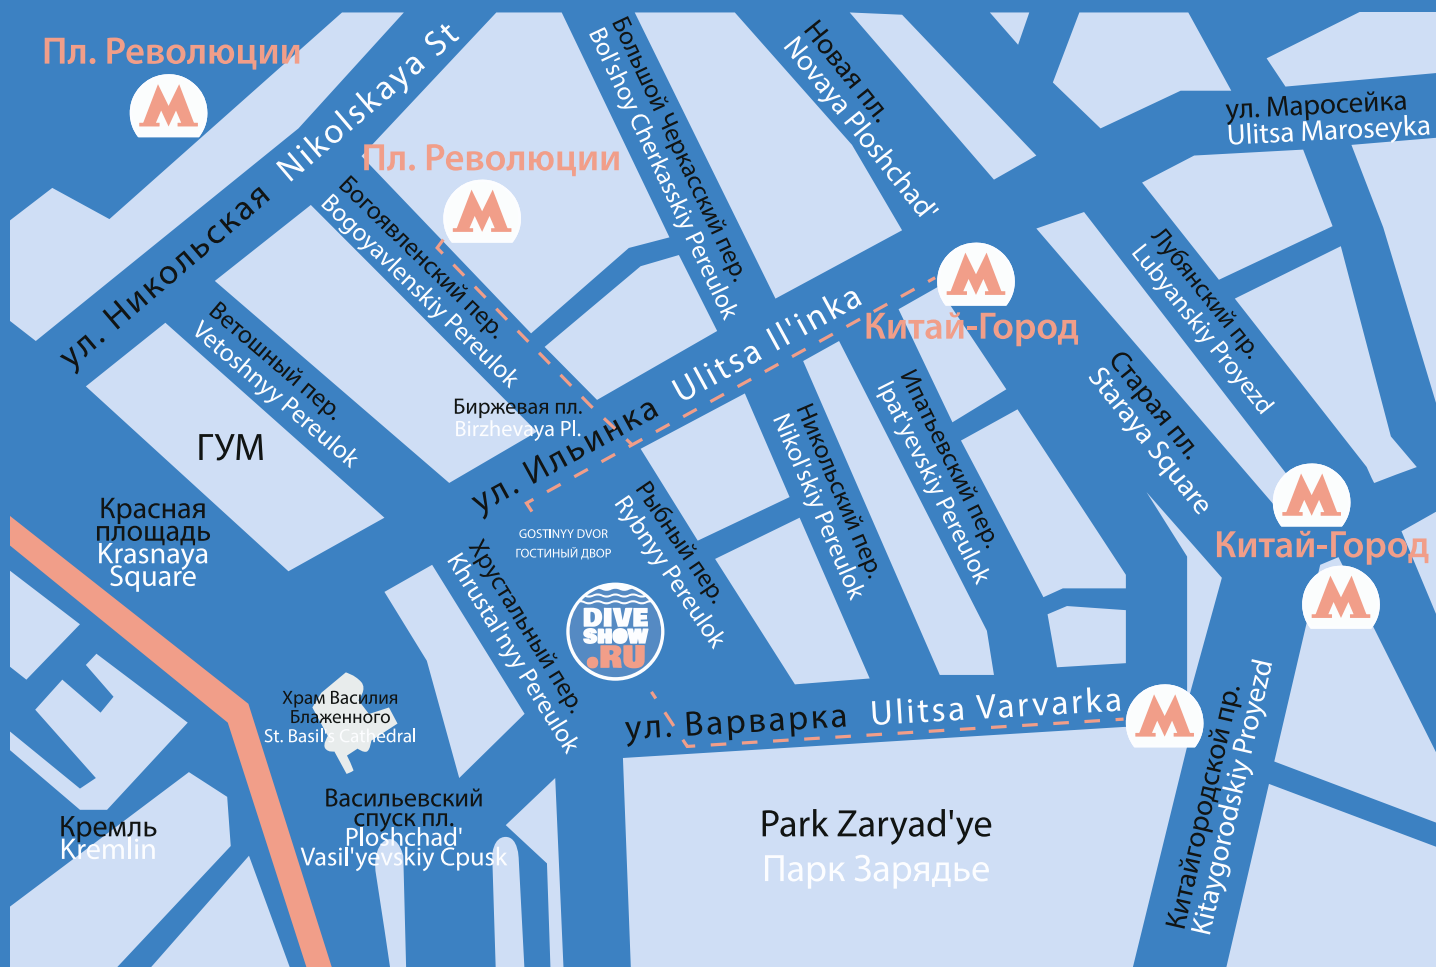 Пл. Революции
ул. Никольская Nikolskaya St
Пл. Революции
Большой Черкасский пер.
Bol'shoy Cherkasskiy Pereulok
Новая пл.
Novaya Ploshchad'
ул. Маросейка
Ulitsa Maroseyka
Богоявленский пер.
Bogoyavlenskiy Pereulok
Ветошный пер.
Vetoshnyy Pereulok
Лубянский пр.
Lubyanskiy Proyezd
Китай-Город
Старая пл.
Staraya Square
ул. Ильинка Ulitsa Il'inka
Биржевая пл.
Birzhevaya Pl.
Ипатьевский пер.
Ipat'yevskiy Pereulok
Никольский пер.
Nikol'skiy Pereulok
ГУМ
Красная
площадь
Krasnaya
Square
GOSTINYY DVOR
ГОСТИНЫЙ ДВОР
Рыбный пер.
Rybnyy Pereulok
Хрустальный пер.
Khrustal'nyy Pereulok
DIVE
SHOW
.RU
Китай-Город
Храм Василия
Блаженного
St. Basil's Cathedral
ул. Варварка Ulitsa Varvarka
Васильевский
спуск пл.
Ploshchad'
Vasil'yevskiy Cpusk
Кремль
Kremlin
Park Zaryad'ye
Парк Зарядье
Китайгородской пр.
Kitaygorodskiy Proyezd